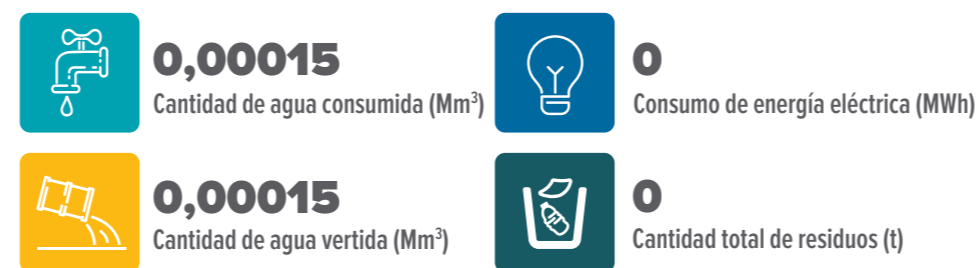 0,00015
Cantidad de agua consumida (Mm³)
0
Consumo de energía eléctrica (MWh)
0,00015
Cantidad de agua vertida (Mm³)
0
Cantidad total de residuos (t)